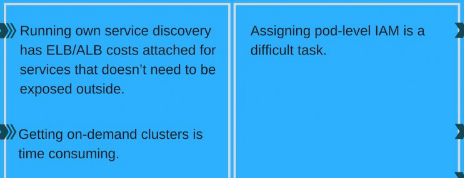 Running own service discovery
has ELB/ALB costs attached for
services that doesn't need to be
exposed outside.
Getting on-demand clusters is
time consuming.
Assigning pod-level IAM is a
difficult task.